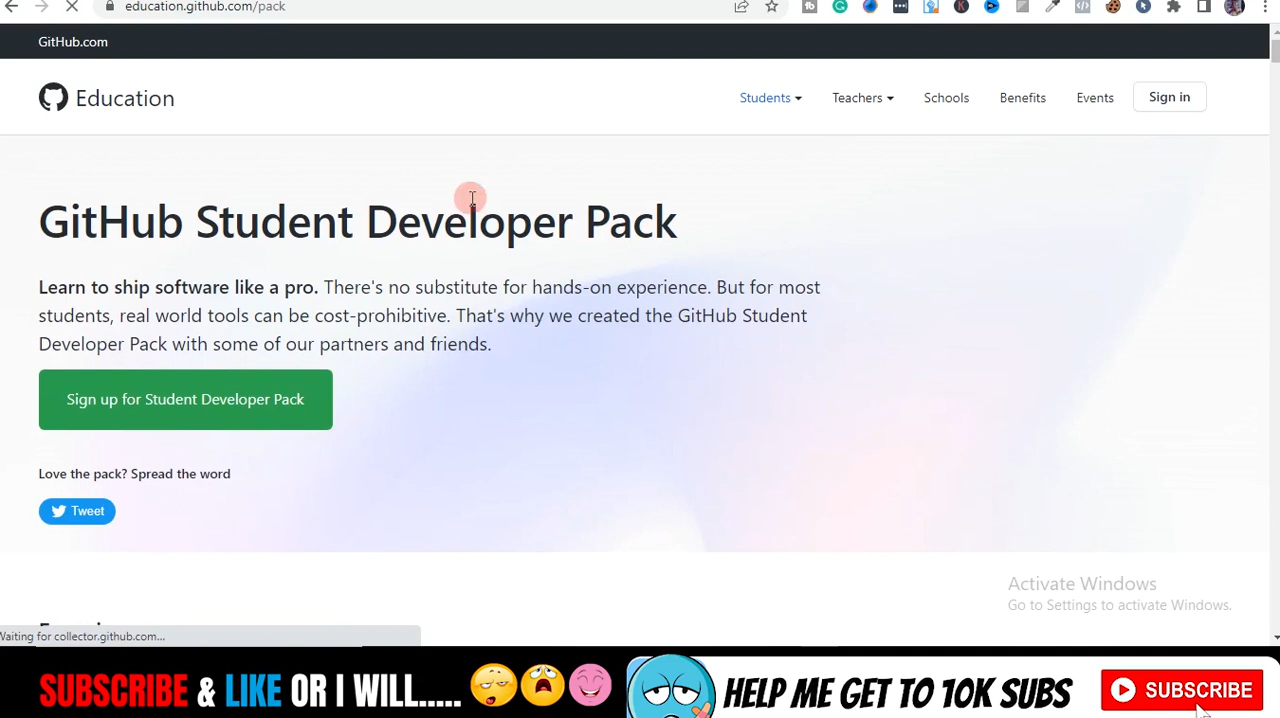 education.github.com/pack
GitHub.com
Education
Students
Teachers
Schools
Benefits
Events
Sign in
GitHub Student Developer Pack
Learn to ship software like a pro. There's no substitute for hands-on experience. But for most
students, real world tools can be cost-prohibitive. That's why we created the GitHub Student
Developer Pack with some of our partners and friends.
Sign up for Student Developer Pack
Love the pack? Spread the word
Tweet
Activate Windows
Go to Settings to activate Windows.
Waiting for collector.github.com...
SUBSCRIBE & LIKE OR I WILL.....
HELP ME GET TO 10K SUBS
SUBSCRIBE